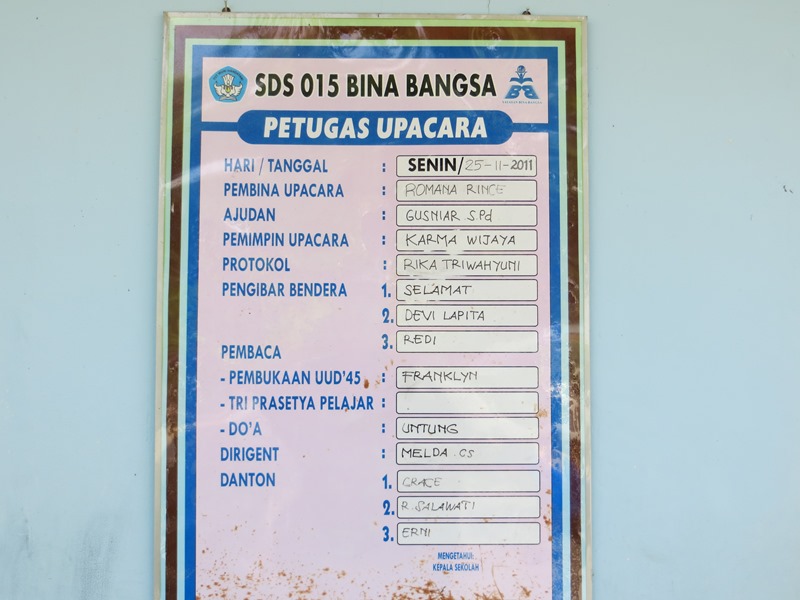 SDS 015 BINA BANGSA
YAYASAN BINA BANGSA
PETUGAS UPACARA
HARI / TANGGAL : SENIN/25-11-2011
PEMBINA UPACARA : ROMANA RINCE
AJUDAN : GUSNIAR S.Pd
PEMIMPIN UPACARA : KARMA WIJAYA
PROTOKOL : RIKA TRIWAHYUNI
PENGIBAR BENDERA 1. SELAMAT
2. DEVI LAPITA
3. REDI
PEMBACA
- PEMBUKAAN UUD'45 : FRANKLYN
- TRI PRASETYA PELAJAR :
- DO'A : UNTUNG
DIRIGENT : MELDA .CS
DANTON 1. GRACE
2. R.SALAWATI
3. ERNI
MENGETAHUI:
KEPALA SEKOLAH